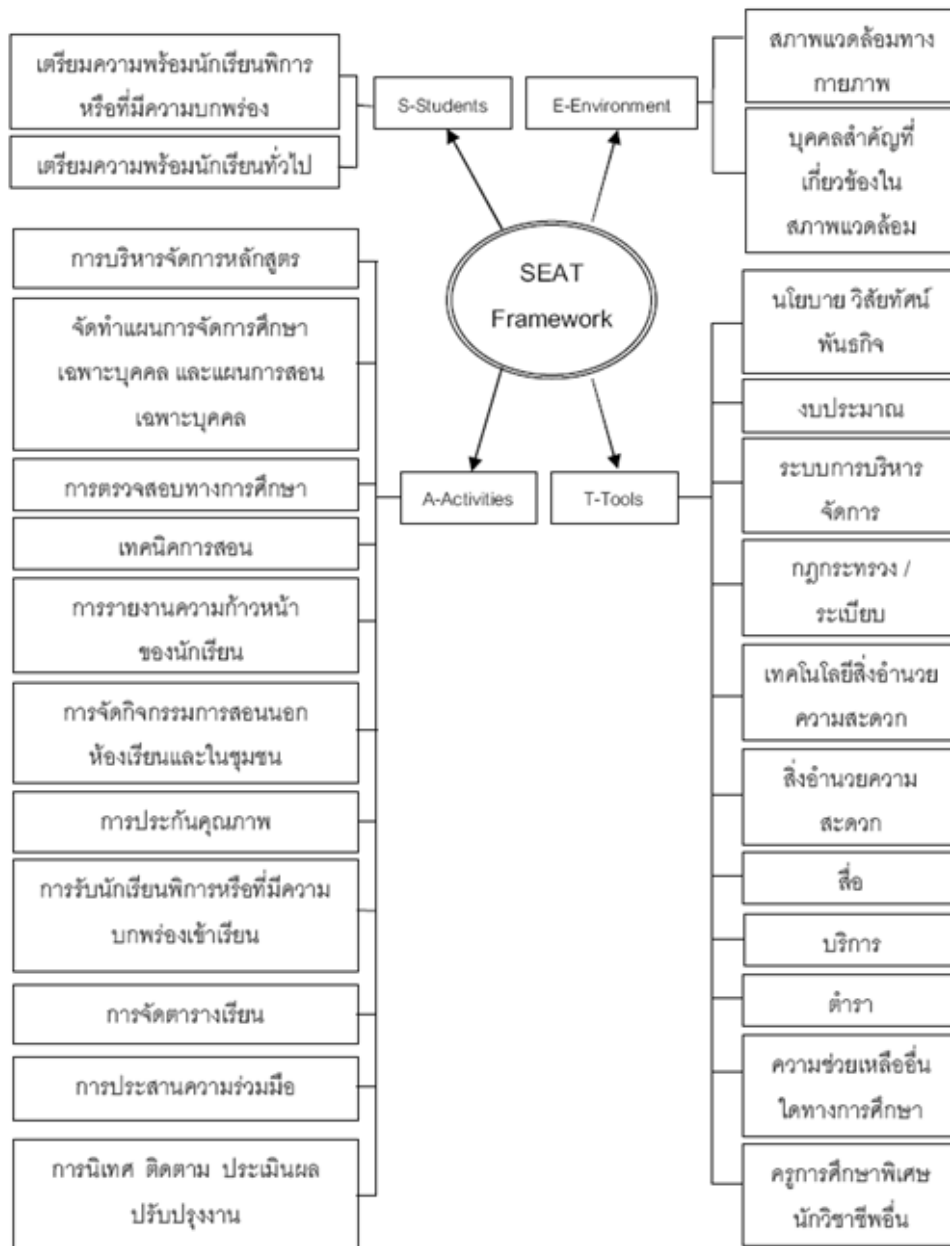 เตรียมความพร้อมนักเรียนพิการ
หรือที่มีความบกพร่อง
เตรียมความพร้อมนักเรียนทั่วไป
S-Students
E-Environment
สภาพแวดล้อมทาง
กายภาพ
บุคคลสำคัญที่
เกี่ยวข้องใน
สภาพแวดล้อม
SEAT
Framework
การบริหารจัดการหลักสูตร
จัดทำแผนการจัดการศึกษา
เฉพาะบุคคล และแผนการสอน
เฉพาะบุคคล
การตรวจสอบทางการศึกษา
เทคนิคการสอน
การรายงานความก้าวหน้า
ของนักเรียน
การจัดกิจกรรมการสอนนอก
ห้องเรียนและในชุมชน
การประกันคุณภาพ
การรับนักเรียนพิการหรือที่มีความ
บกพร่องเข้าเรียน
การจัดตารางเรียน
การประสานความร่วมมือ
การนิเทศ ติดตาม ประเมินผล
ปรับปรุงงาน
A-Activities
T-Tools
นโยบาย วิสัยทัศน์
พันธกิจ
งบประมาณ
ระบบการบริหาร
จัดการ
กฎกระทรวง /
ระเบียบ
เทคโนโลยีสิ่งอำนวย
ความสะดวก
สิ่งอำนวยความ
สะดวก
สื่อ
บริการ
ตำรา
ความช่วยเหลืออื่น
ใดทางการศึกษา
ครูการศึกษาพิเศษ
นักวิชาชีพอื่น